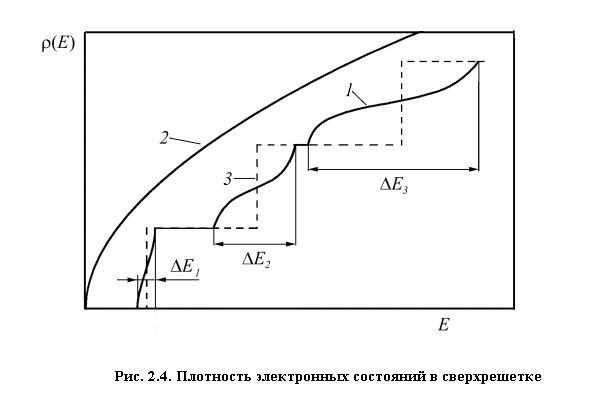 ρ(E)
1
2
3
ΔE₃
ΔE₂
ΔE₁
E
Рис. 2.4. Плотность электронных состояний в сверхрешетке